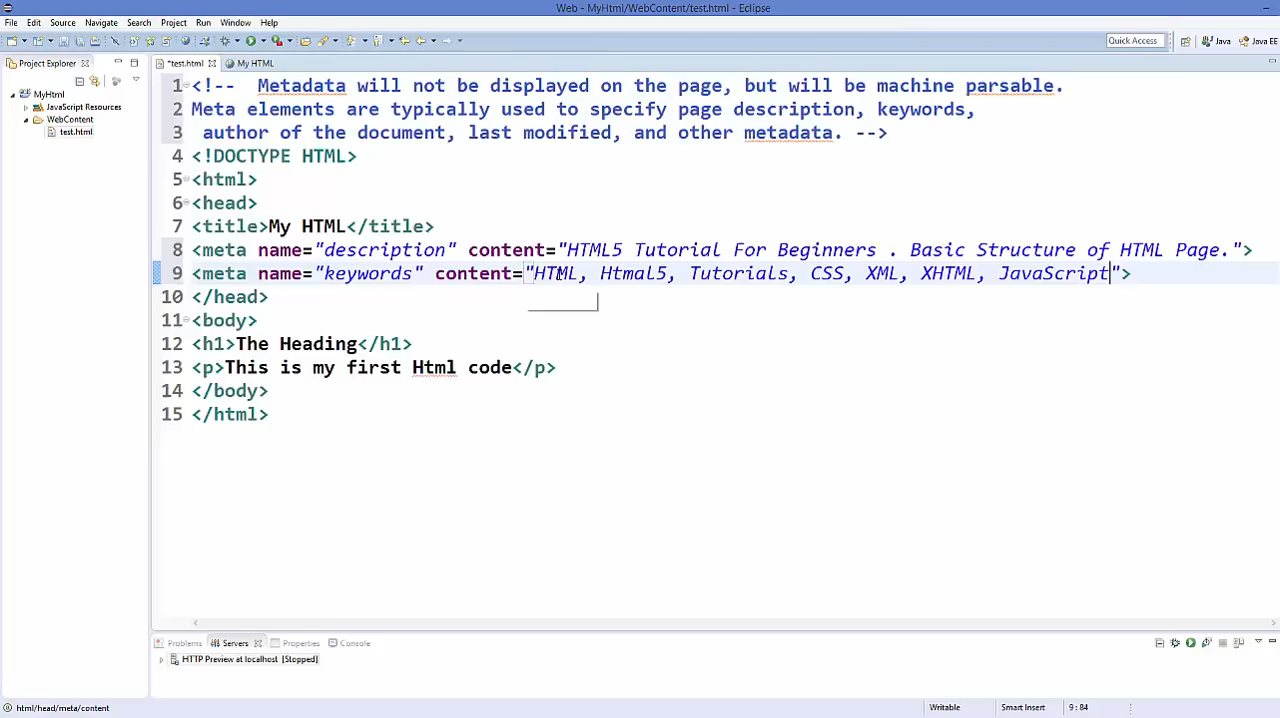 Web - MyHtml/WebContent/test.html - Eclipse
File Edit Source Navigate Search Project Run Window Help
Quick Access Java Java EE
Project Explorer
*test.html My HTML
MyHtml
JavaScript Resources
WebContent
test.html
1 <!-- Metadata will not be displayed on the page, but will be machine parsable.
2 Meta elements are typically used to specify page description, keywords,
3 author of the document, last modified, and other metadata. -->
4 <!DOCTYPE HTML>
5 <html>
6 <head>
7 <title>My HTML</title>
8 <meta name="description" content="HTML5 Tutorial For Beginners . Basic Structure of HTML Page.">
9 <meta name="keywords" content="HTML, Htmal5, Tutorials, CSS, XML, XHTML, JavaScript">
10 </head>
11 <body>
12 <h1>The Heading</h1>
13 <p>This is my first Html code</p>
14 </body>
15 </html>
Problems Servers Properties Console
HTTP Preview at localhost [Stopped]
html/head/meta/content Writable Smart Insert 9 : 84